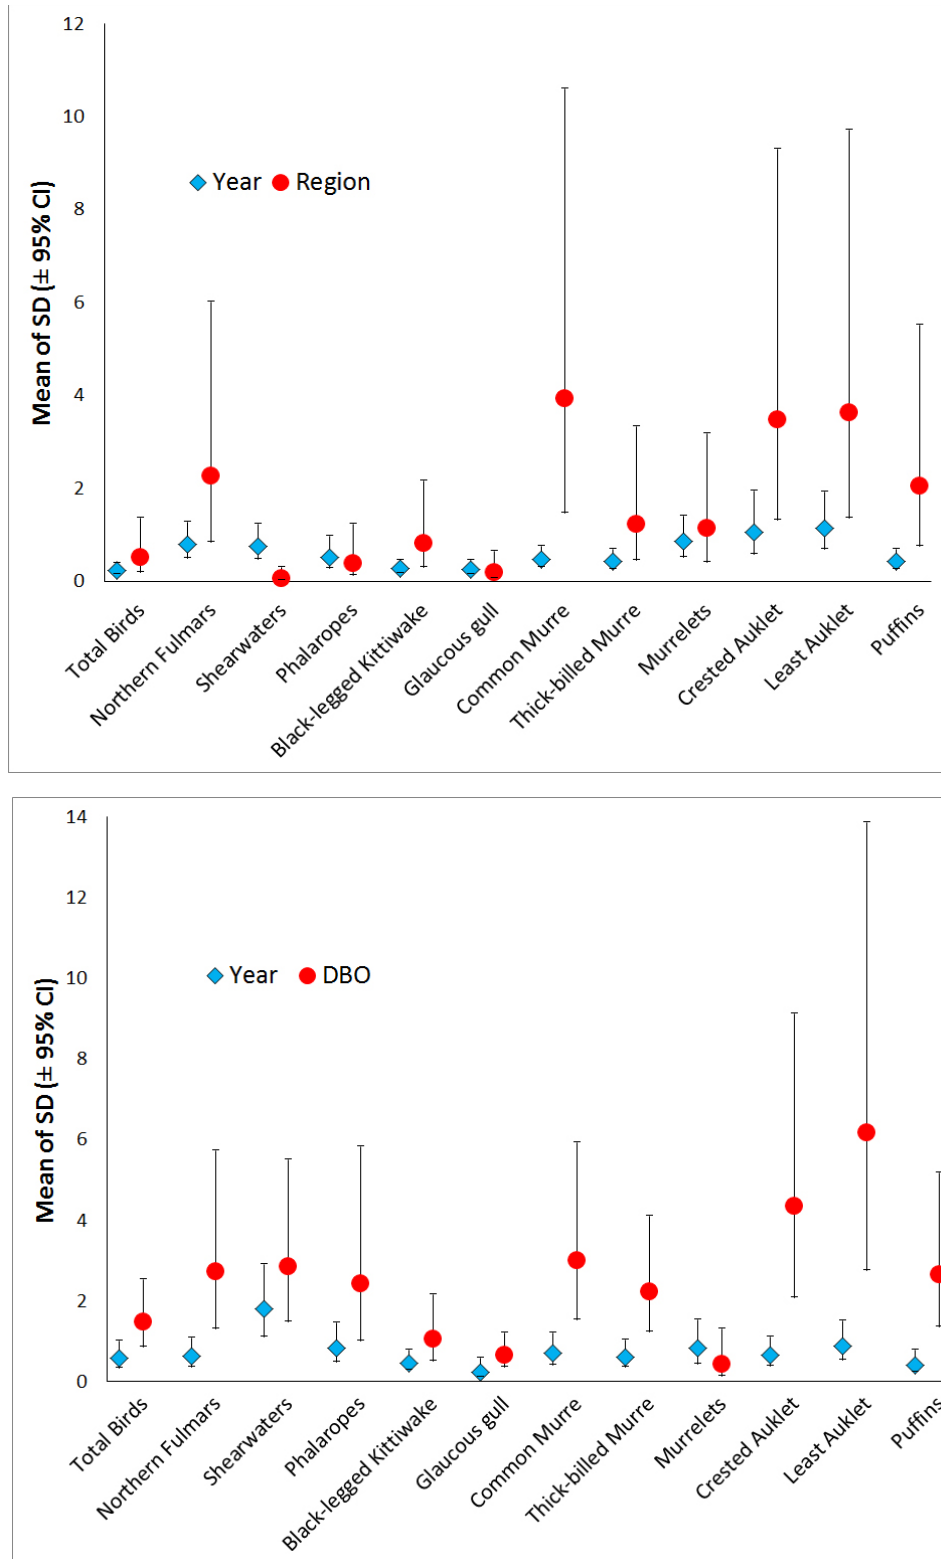 12
10
8
6
4
2
0
Mean of SD (± 95% CI)
Year Region
Total Birds
Northern Fulmars
Shearwaters
Phalaropes
Black-legged Kittiwake
Glaucous gull
Common Murre
Thick-billed Murre
Murrelets
Crested Auklet
Least Auklet
Puffins
14
12
10
8
6
4
2
0
Mean of SD (± 95% CI)
Year DBO
Total Birds
Northern Fulmars
Shearwaters
Phalaropes
Black-legged Kittiwake
Glaucous gull
Common Murre
Thick-billed Murre
Murrelets
Crested Auklet
Least Auklet
Puffins